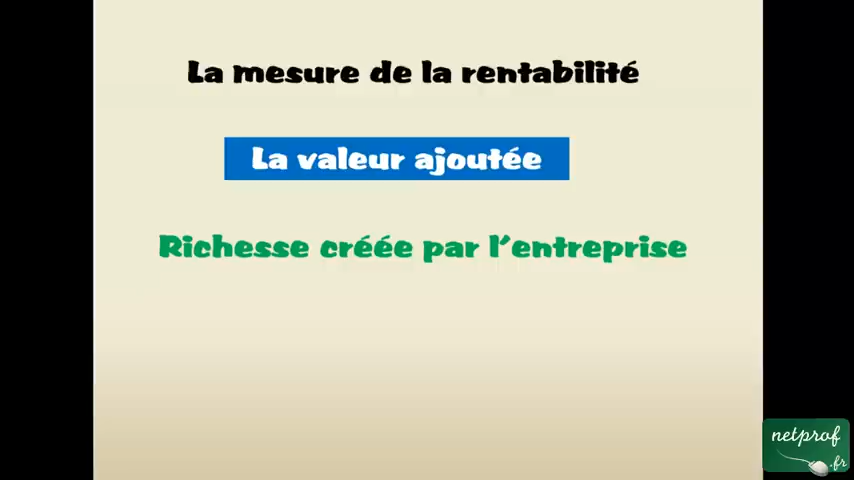 La mesure de la rentabilité
La valeur ajoutée
Richesse créée par l'entreprise
netprof
.fr